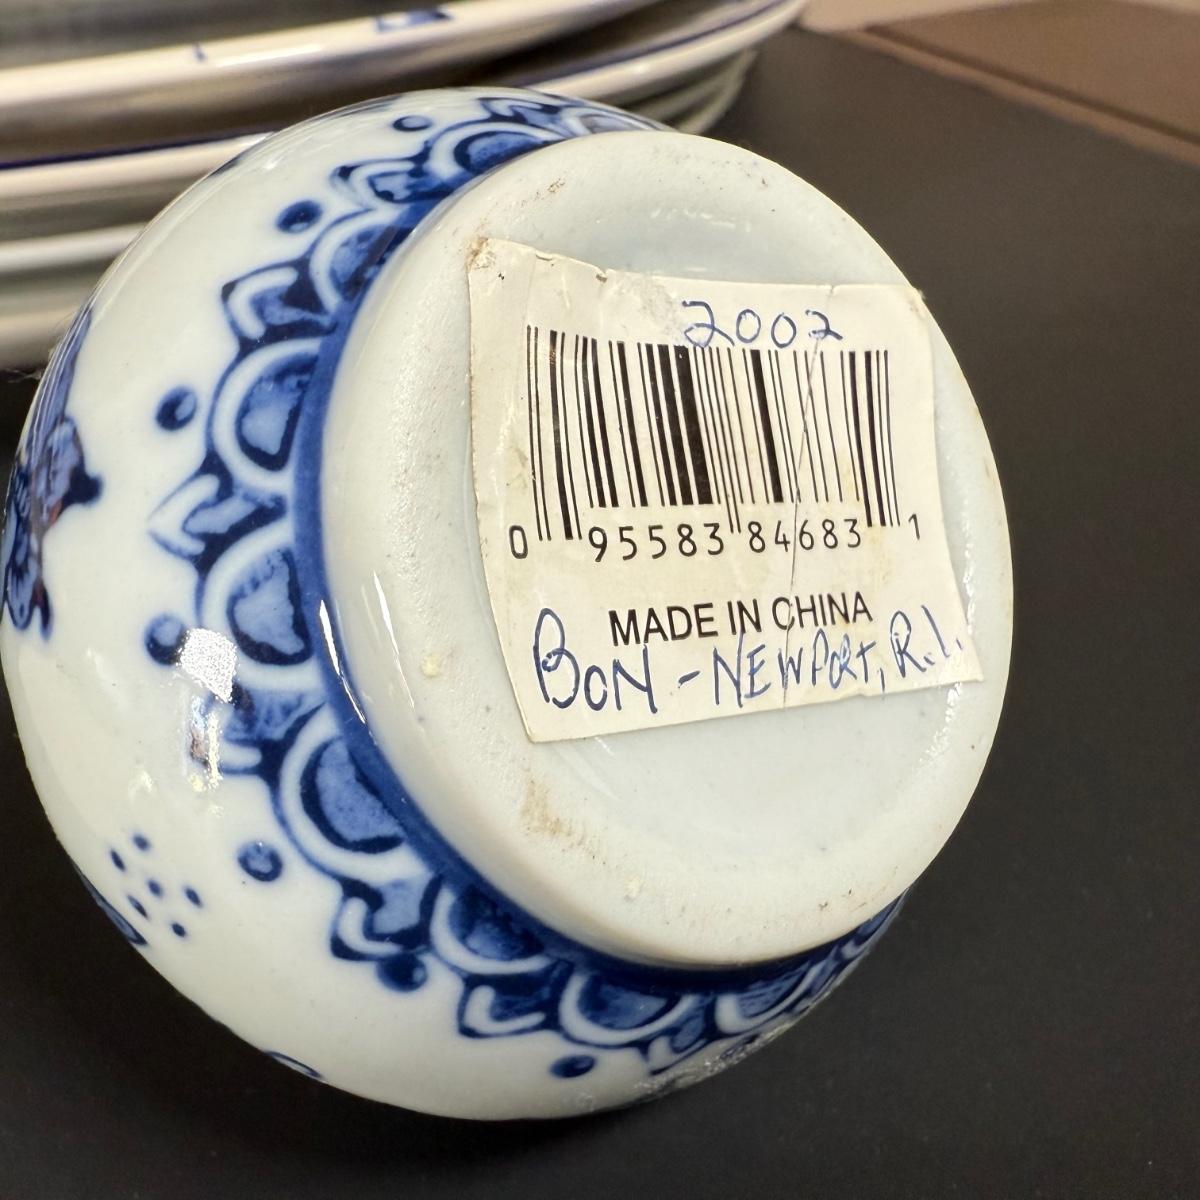 2002
0 95583 84683 1
MADE IN CHINA
BON - NEWPORT, R.I.